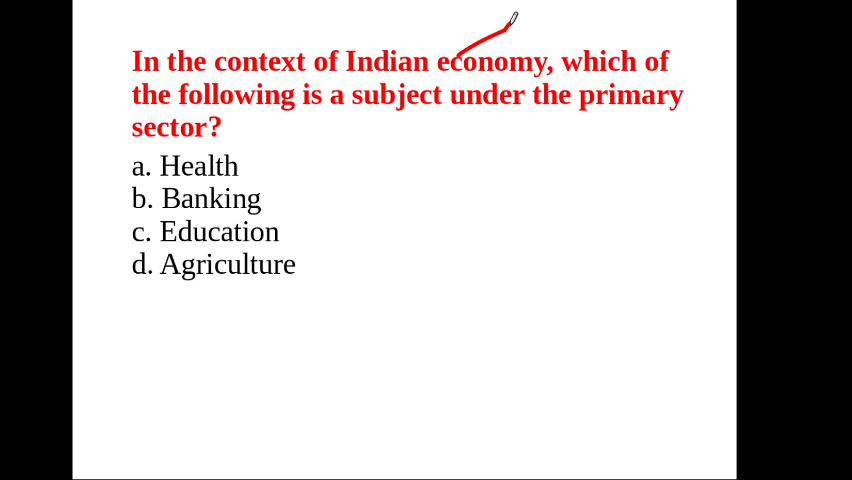 In the context of Indian economy, which of
the following is a subject under the primary
sector?
a. Health
b. Banking
c. Education
d. Agriculture